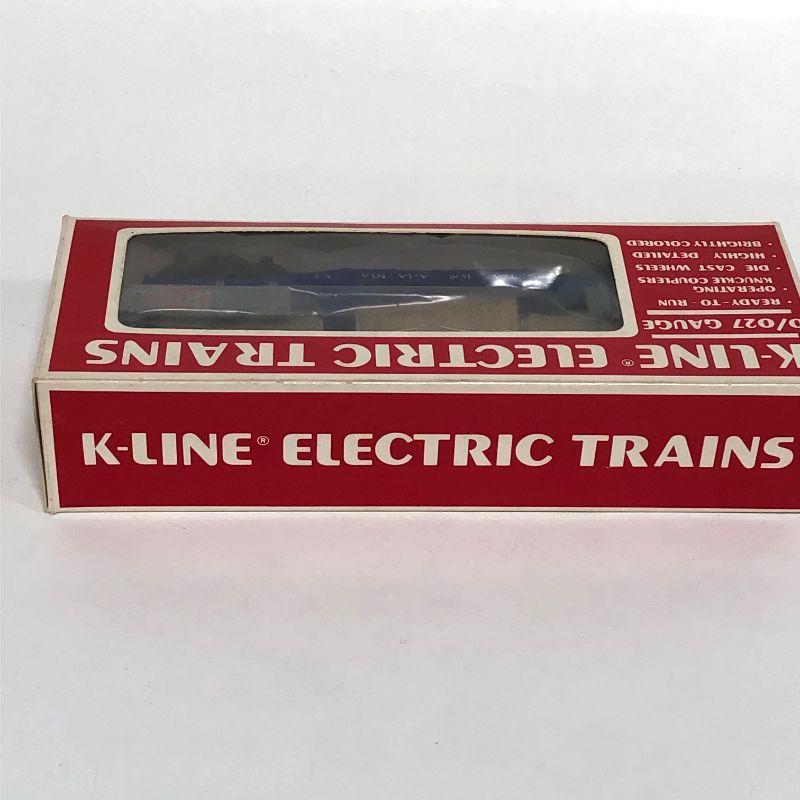 K-LINE® ELECTRIC TRAINS
O/027 GAUGE
• READY-TO-RUN
• OPERATING
KNUCKLE COUPLERS
• DIE CAST WHEELS
• HIGHLY DETAILED
• BRIGHTLY COLORED
K-LINE® ELECTRIC TRAINS